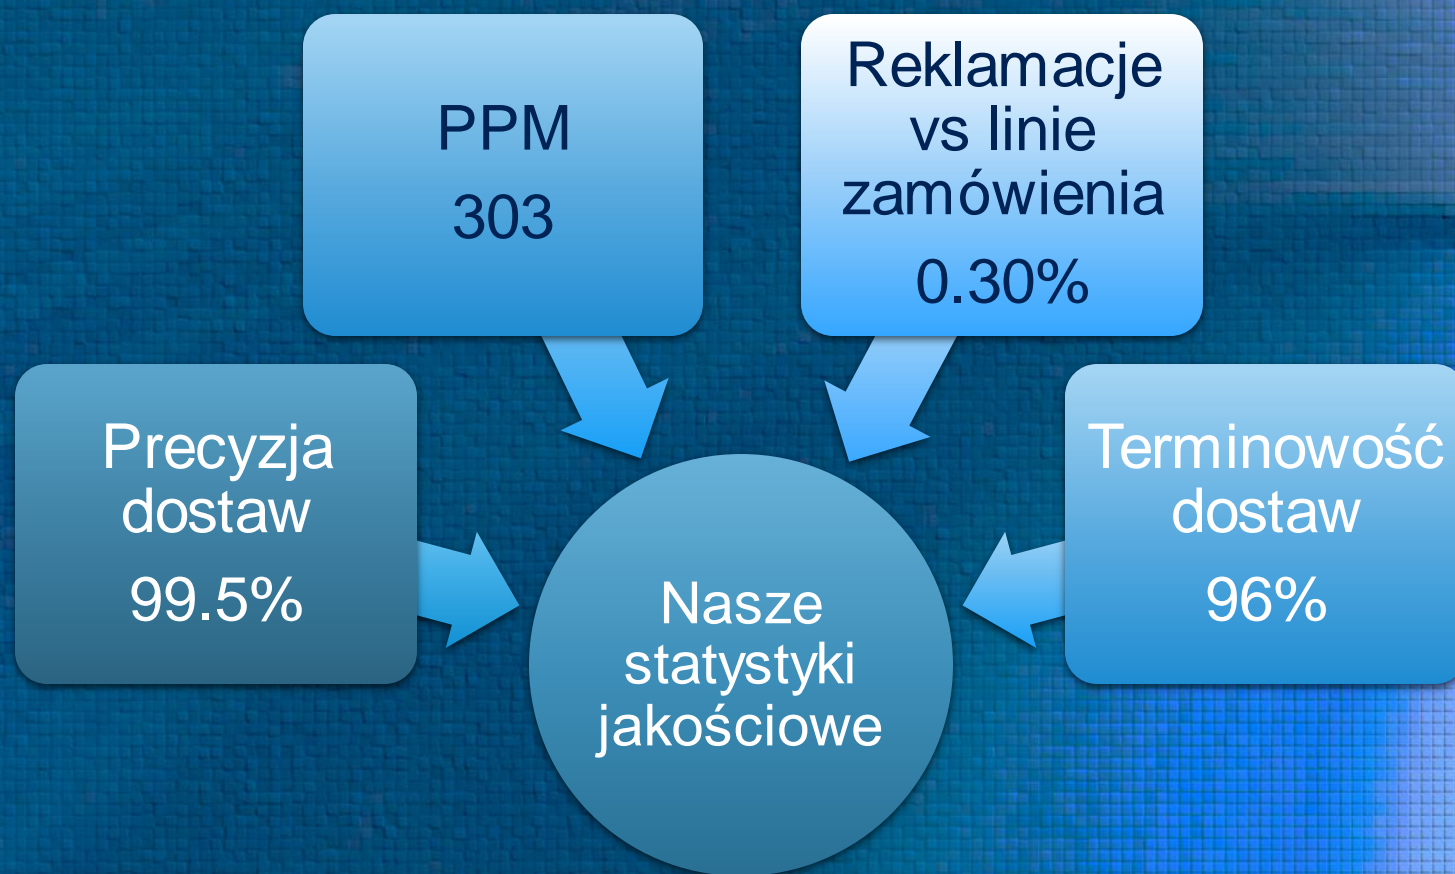 PPM
303
Reklamacje
vs linie
zamówienia
0.30%
Precyzja
dostaw
99.5%
Terminowość
dostaw
96%
Nasze
statystyki
jakościowe